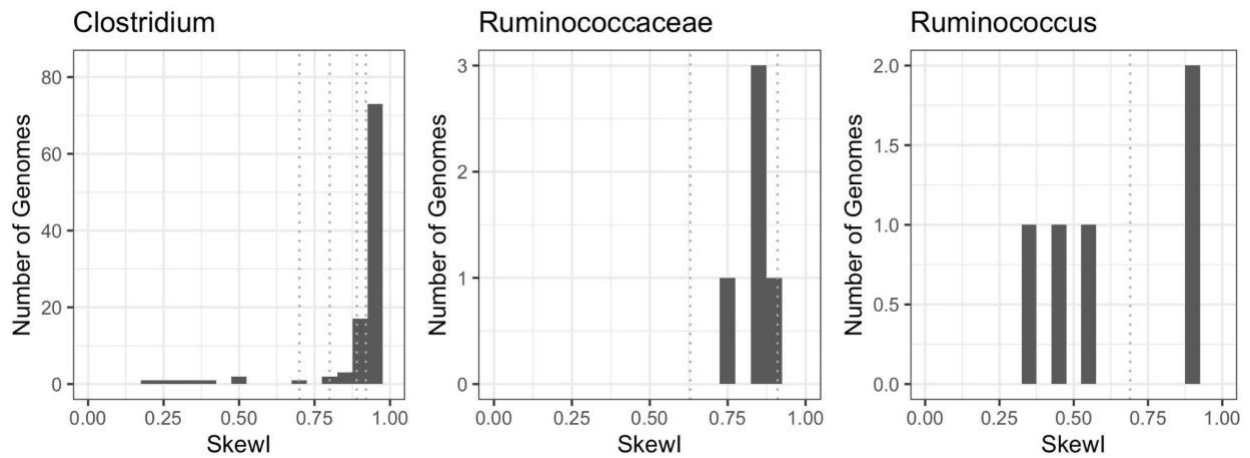 Clostridium
Number of Genomes
80
60
40
20
0
0.00 0.25 0.50 0.75 1.00
SkewI
Ruminococcaceae
Number of Genomes
3
2
1
0
0.00 0.25 0.50 0.75 1.00
SkewI
Ruminococcus
Number of Genomes
2.0
1.5
1.0
0.5
0.0
0.00 0.25 0.50 0.75 1.00
SkewI